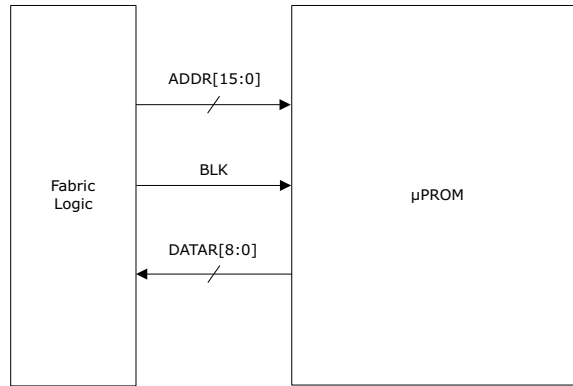 ADDR[15:0]
BLK
Fabric
Logic
µPROM
DATAR[8:0]